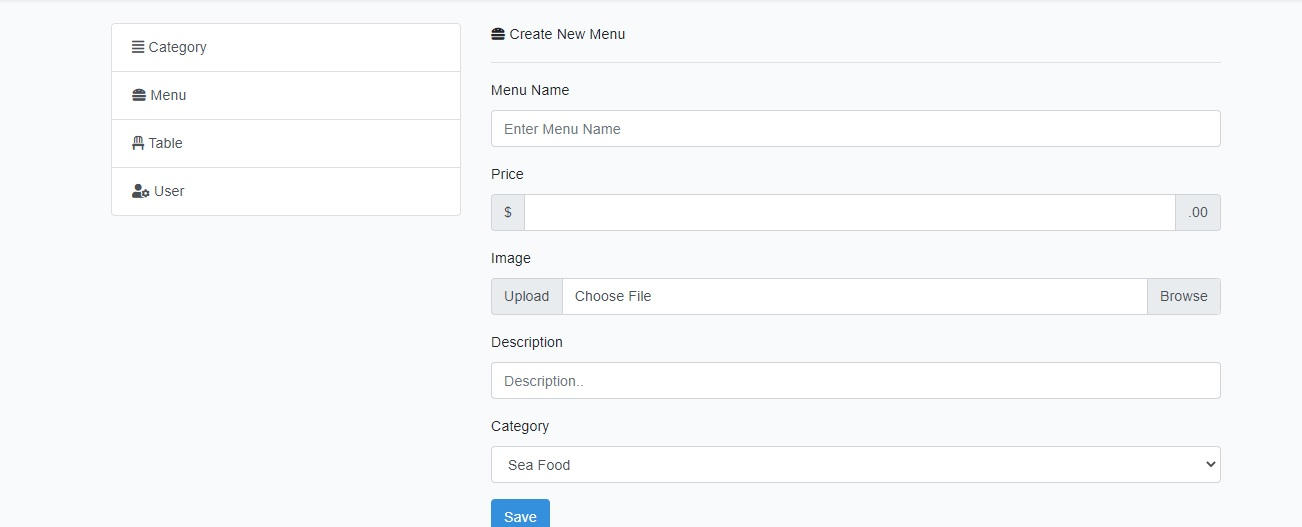 Category
Menu
Table
User
Create New Menu
Menu Name
Enter Menu Name
Price
$ .00
Image
Upload Choose File Browse
Description
Description..
Category
Sea Food
Save